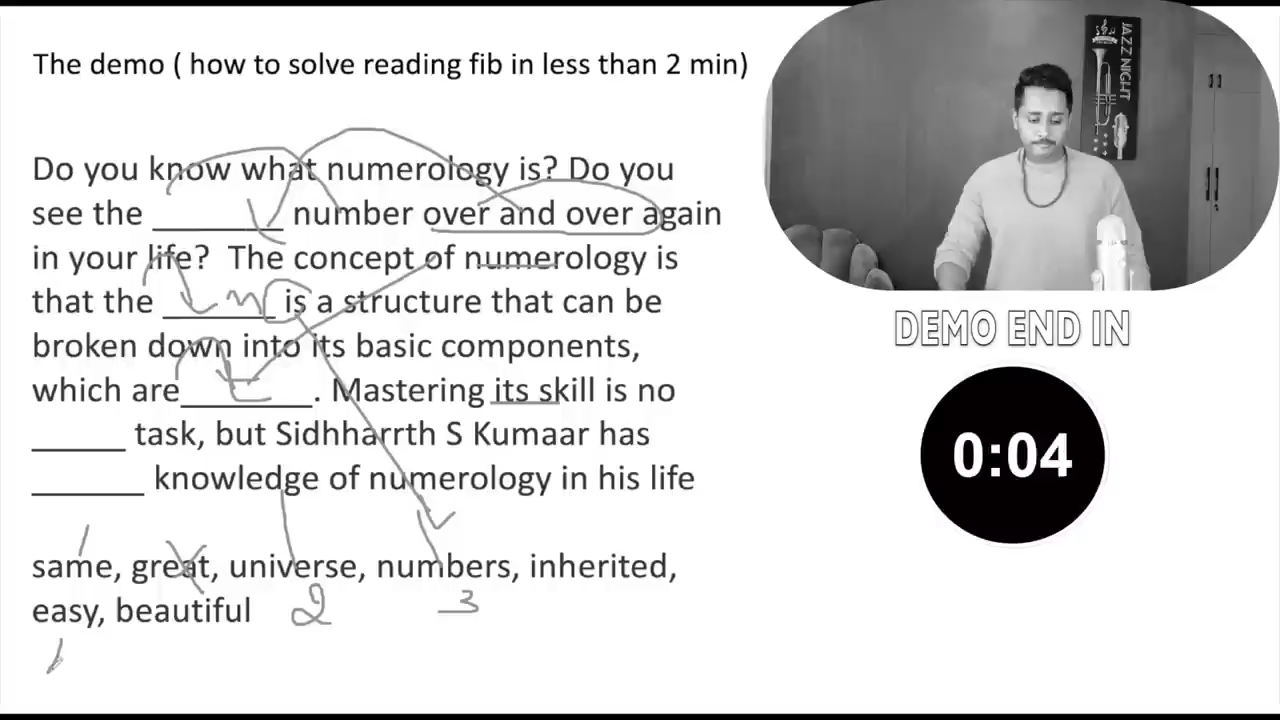 The demo ( how to solve reading fib in less than 2 min)
Do you know what numerology is? Do you
see the ________ number over and over again
in your life? The concept of numerology is
that the _______ is a structure that can be
broken down into its basic components,
which are________. Mastering its skill is no
______ task, but Sidhharrth S Kumaar has
_______ knowledge of numerology in his life
same, great, universe, numbers, inherited,
easy, beautiful
2
3
JAZZ NIGHT
DEMO END IN
0:04